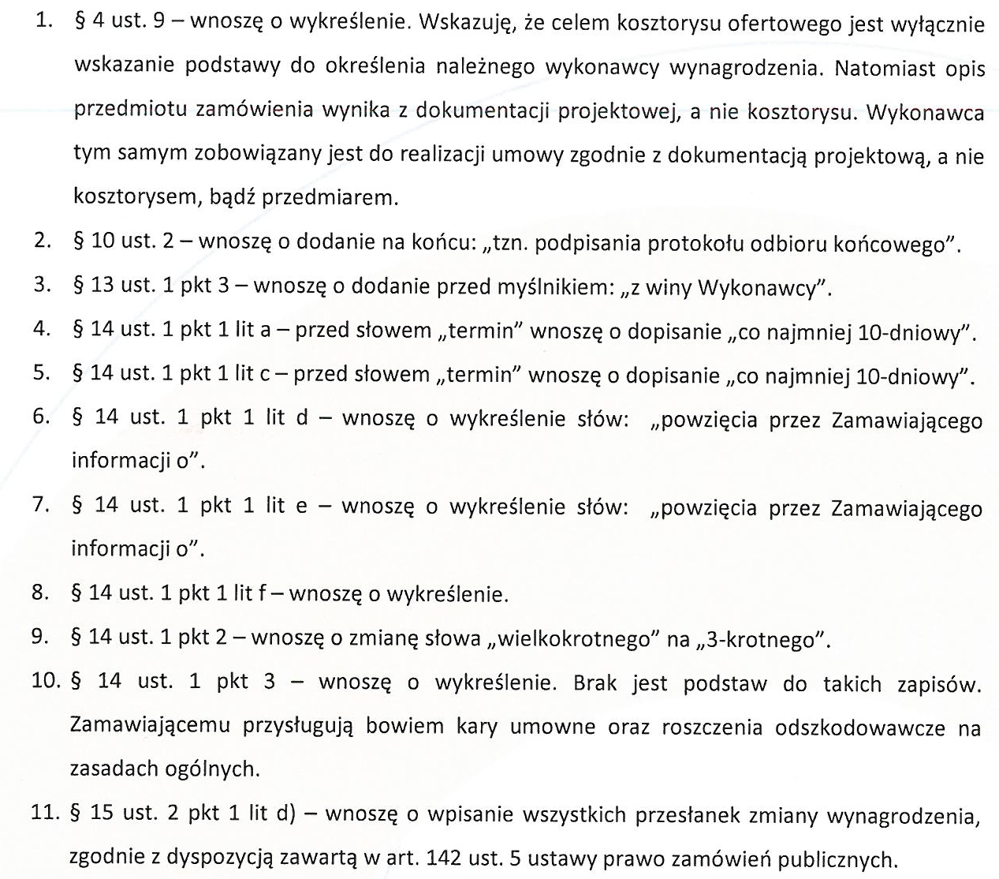 1. § 4 ust. 9 – wnoszę o wykreślenie. Wskazuję, że celem kosztorysu ofertowego jest wyłącznie
wskazanie podstawy do określenia należnego wykonawcy wynagrodzenia. Natomiast opis
przedmiotu zamówienia wynika z dokumentacji projektowej, a nie kosztorysu. Wykonawca
tym samym zobowiązany jest do realizacji umowy zgodnie z dokumentacją projektową, a nie
kosztorysem, bądź przedmiarem.
2. § 10 ust. 2 – wnoszę o dodanie na końcu: „tzn. podpisania protokołu odbioru końcowego”.
3. § 13 ust. 1 pkt 3 – wnoszę o dodanie przed myślnikiem: „z winy Wykonawcy”.
4. § 14 ust. 1 pkt 1 lit a – przed słowem „termin” wnoszę o dopisanie „co najmniej 10-dniowy”.
5. § 14 ust. 1 pkt 1 lit c – przed słowem „termin” wnoszę o dopisanie „co najmniej 10-dniowy”.
6. § 14 ust. 1 pkt 1 lit d – wnoszę o wykreślenie słów: „powzięcia przez Zamawiającego
informacji o”.
7. § 14 ust. 1 pkt 1 lit e – wnoszę o wykreślenie słów: „powzięcia przez Zamawiającego
informacji o”.
8. § 14 ust. 1 pkt 1 lit f – wnoszę o wykreślenie.
9. § 14 ust. 1 pkt 2 – wnoszę o zmianę słowa „wielkokrotnego” na „3-krotnego”.
10. § 14 ust. 1 pkt 3 – wnoszę o wykreślenie. Brak jest podstaw do takich zapisów.
Zamawiającemu przysługują bowiem kary umowne oraz roszczenia odszkodowawcze na
zasadach ogólnych.
11. § 15 ust. 2 pkt 1 lit d) – wnoszę o wpisanie wszystkich przesłanek zmiany wynagrodzenia,
zgodnie z dyspozycją zawartą w art. 142 ust. 5 ustawy prawo zamówień publicznych.